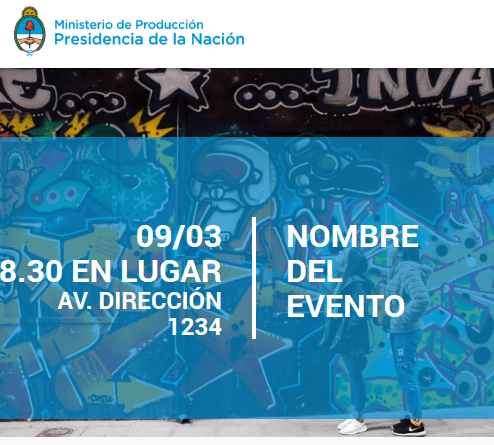 Ministerio de Producción
Presidencia de la Nación
INVA
09/03
8.30 EN LUGAR
AV. DIRECCIÓN
1234
NOMBRE
DEL
EVENTO